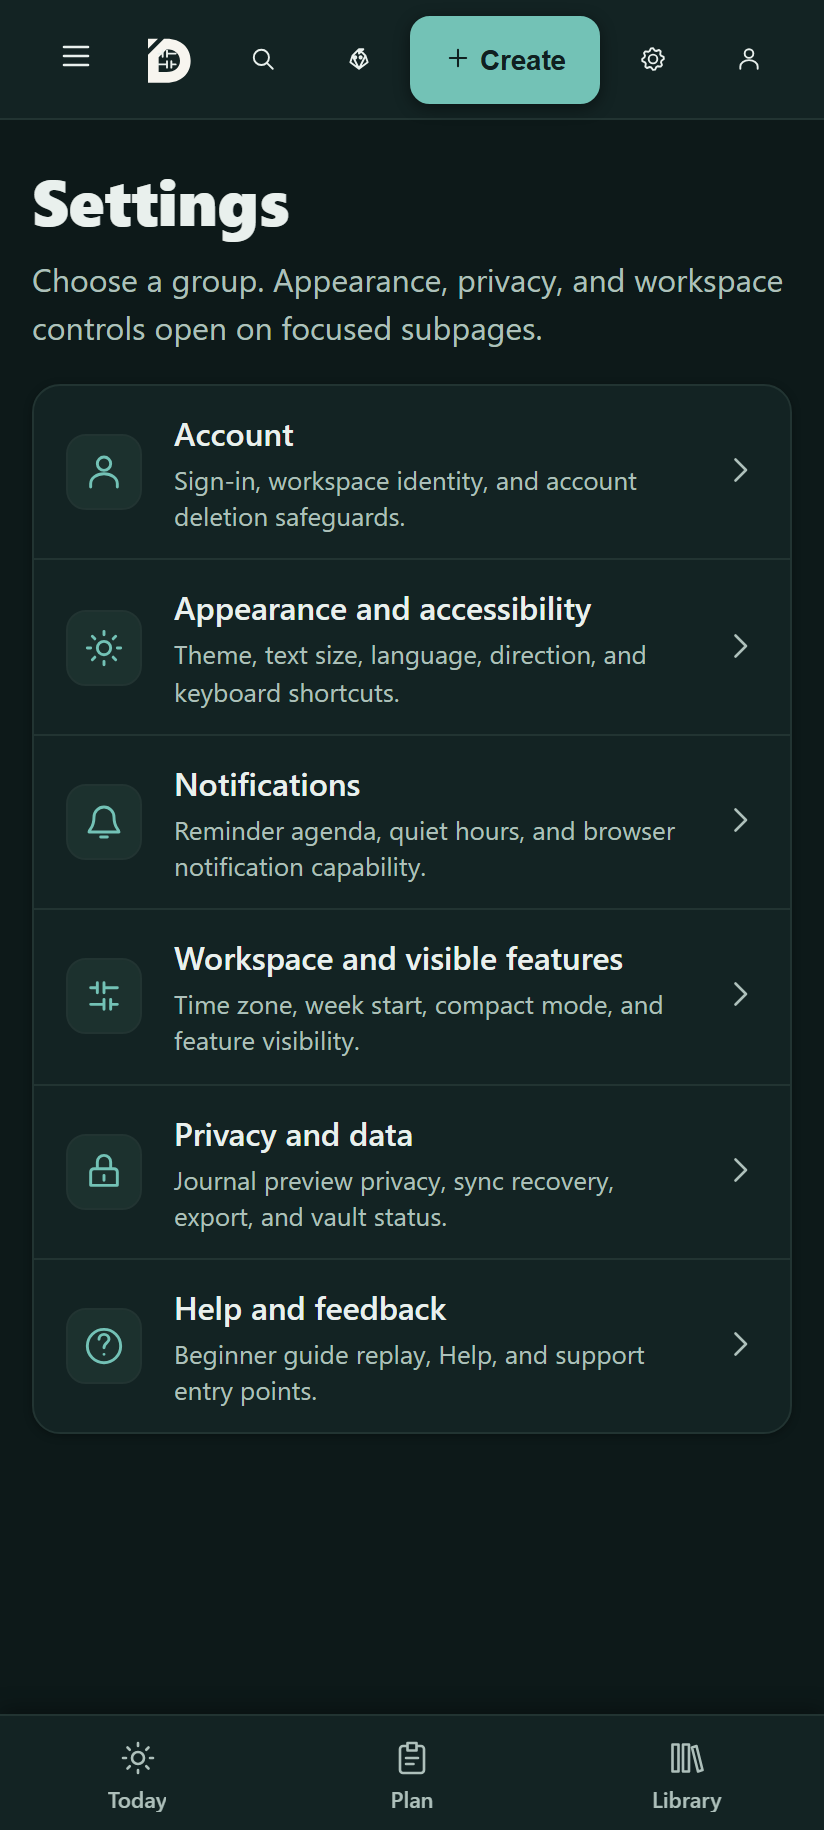 Create
Settings
Choose a group. Appearance, privacy, and workspace
controls open on focused subpages.
Account
Sign-in, workspace identity, and account
deletion safeguards.
Appearance and accessibility
Theme, text size, language, direction, and
keyboard shortcuts.
Notifications
Reminder agenda, quiet hours, and browser
notification capability.
Workspace and visible features
Time zone, week start, compact mode, and
feature visibility.
Privacy and data
Journal preview privacy, sync recovery,
export, and vault status.
Help and feedback
Beginner guide replay, Help, and support
entry points.
Today
Plan
Library